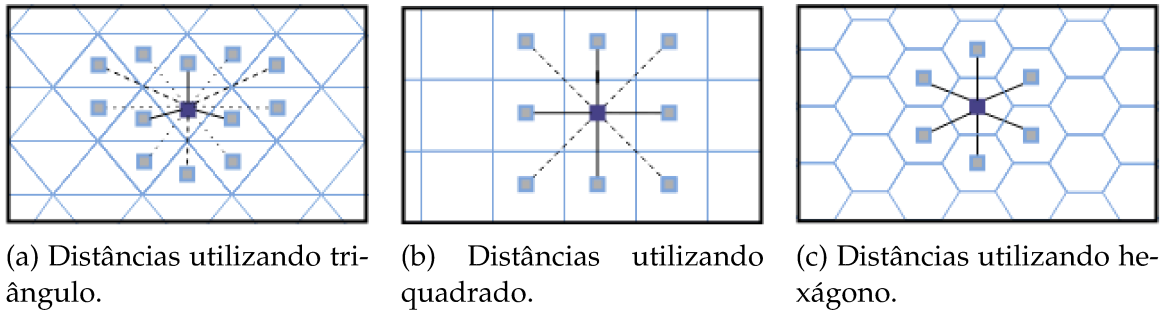 (a) Distâncias utilizando tri-
ângulo.
(b) Distâncias utilizando
quadrado.
(c) Distâncias utilizando he-
xágono.